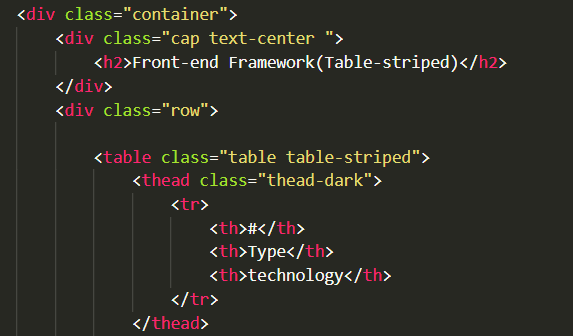 <div class="container">
<div class="cap text-center ">
<h2>Front-end Framework(Table-striped)</h2>
</div>
<div class="row">
<table class="table table-striped">
<thead class="thead-dark">
<tr>
<th>#</th>
<th>Type</th>
<th>technology</th>
</tr>
</thead>